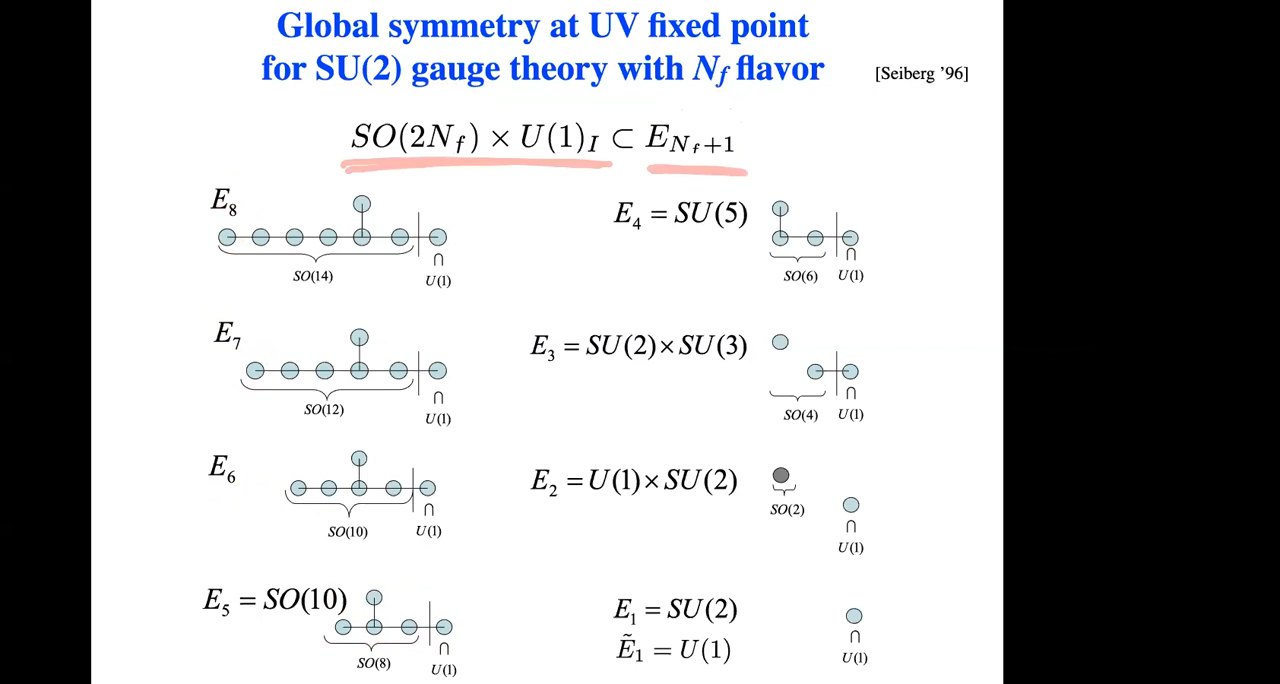 Global symmetry at UV fixed point
for SU(2) gauge theory with N_f flavor
[Seiberg '96]
SO(2N_f) × U(1)_I ⊂ E_{N_f+1}
E_8
SO(14)
∩
U(1)
E_7
SO(12)
∩
U(1)
E_6
SO(10)
∩
U(1)
E_5 = SO(10)
SO(8)
∩
U(1)
E_4 = SU(5)
SO(6)
∩
U(1)
E_3 = SU(2)×SU(3)
SO(4)
∩
U(1)
E_2 = U(1)×SU(2)
SO(2)
∩
U(1)
E_1 = SU(2)
Ẽ_1 = U(1)
∩
U(1)